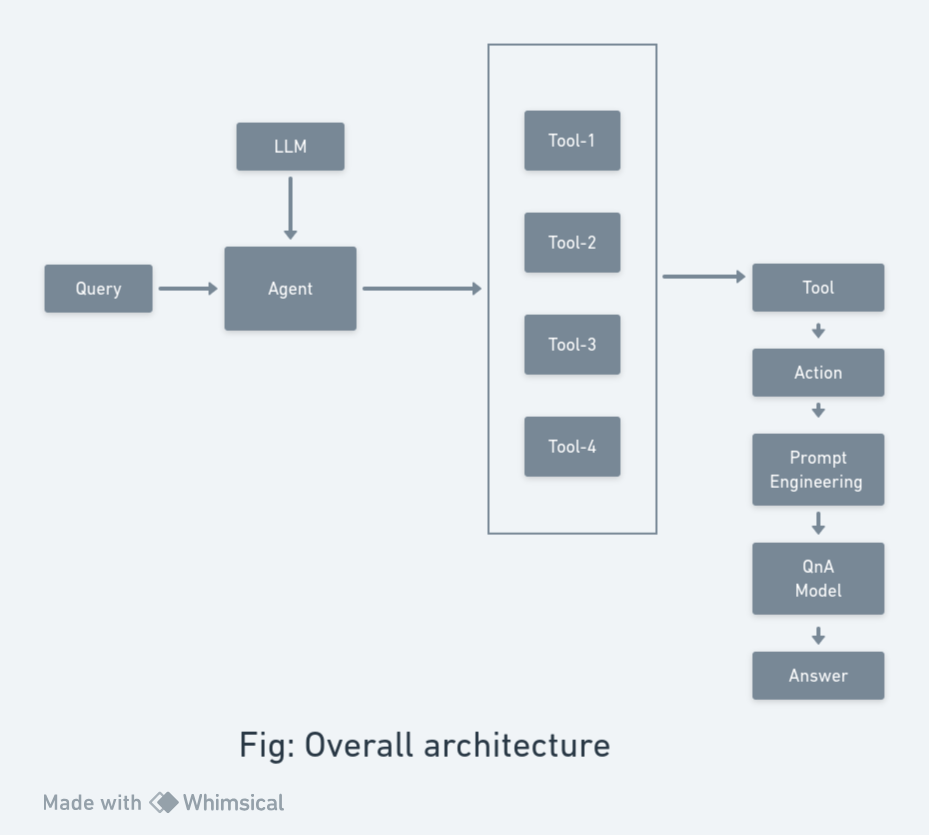 LLM
Query
Agent
Tool-1
Tool-2
Tool-3
Tool-4
Tool
Action
Prompt
Engineering
QnA
Model
Answer
Fig: Overall architecture
Made with Whimsical